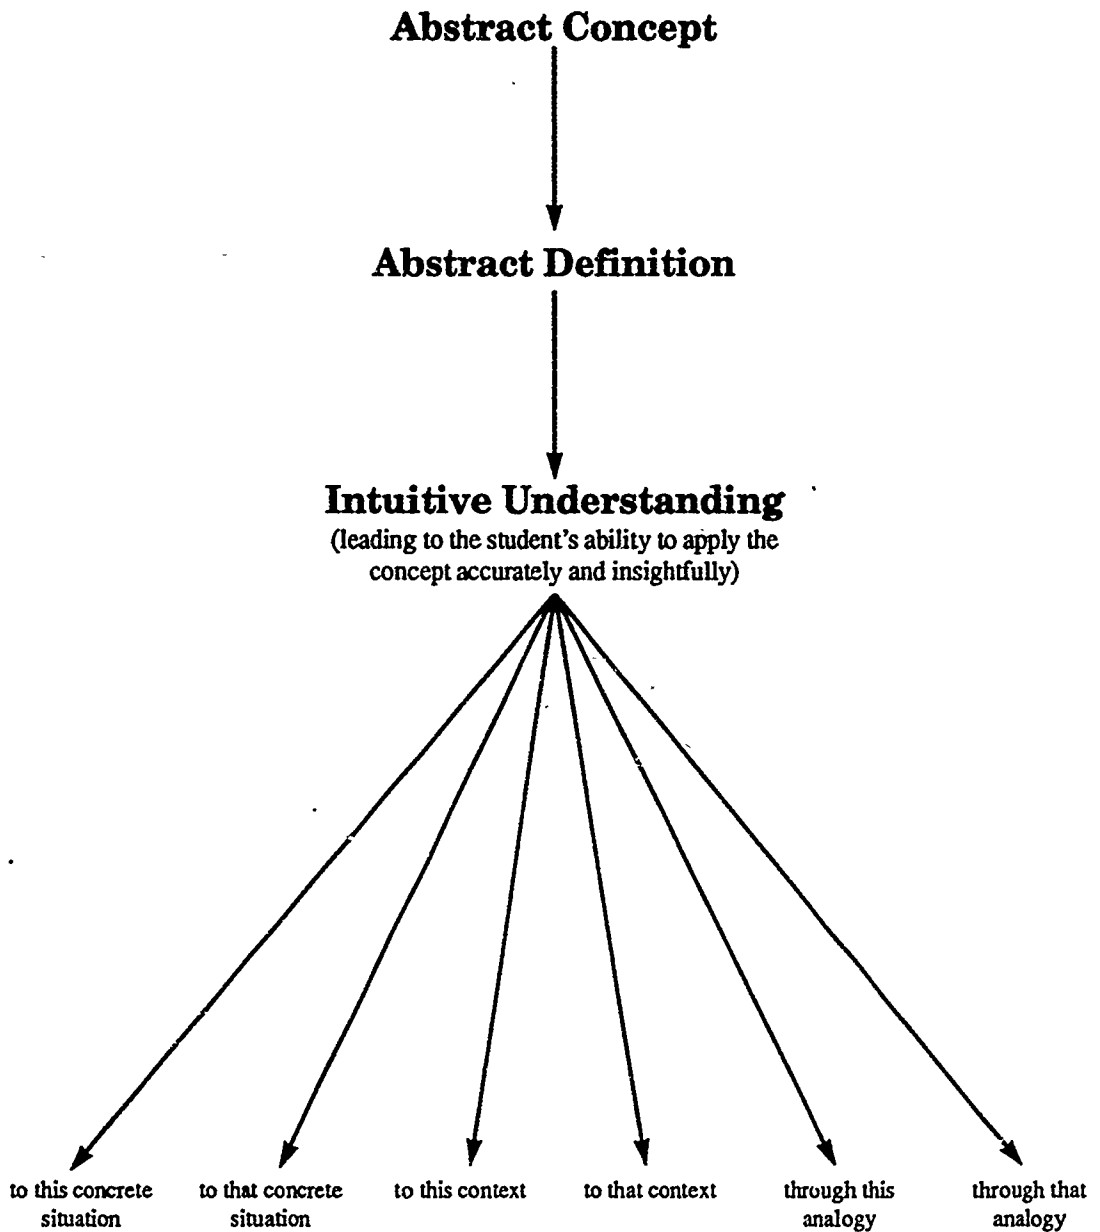 Abstract Concept
Abstract Definition
Intuitive Understanding
(leading to the student's ability to apply the
concept accurately and insightfully)
to this concrete
situation
to that concrete
situation
to this context
to that context
through this
analogy
through that
analogy